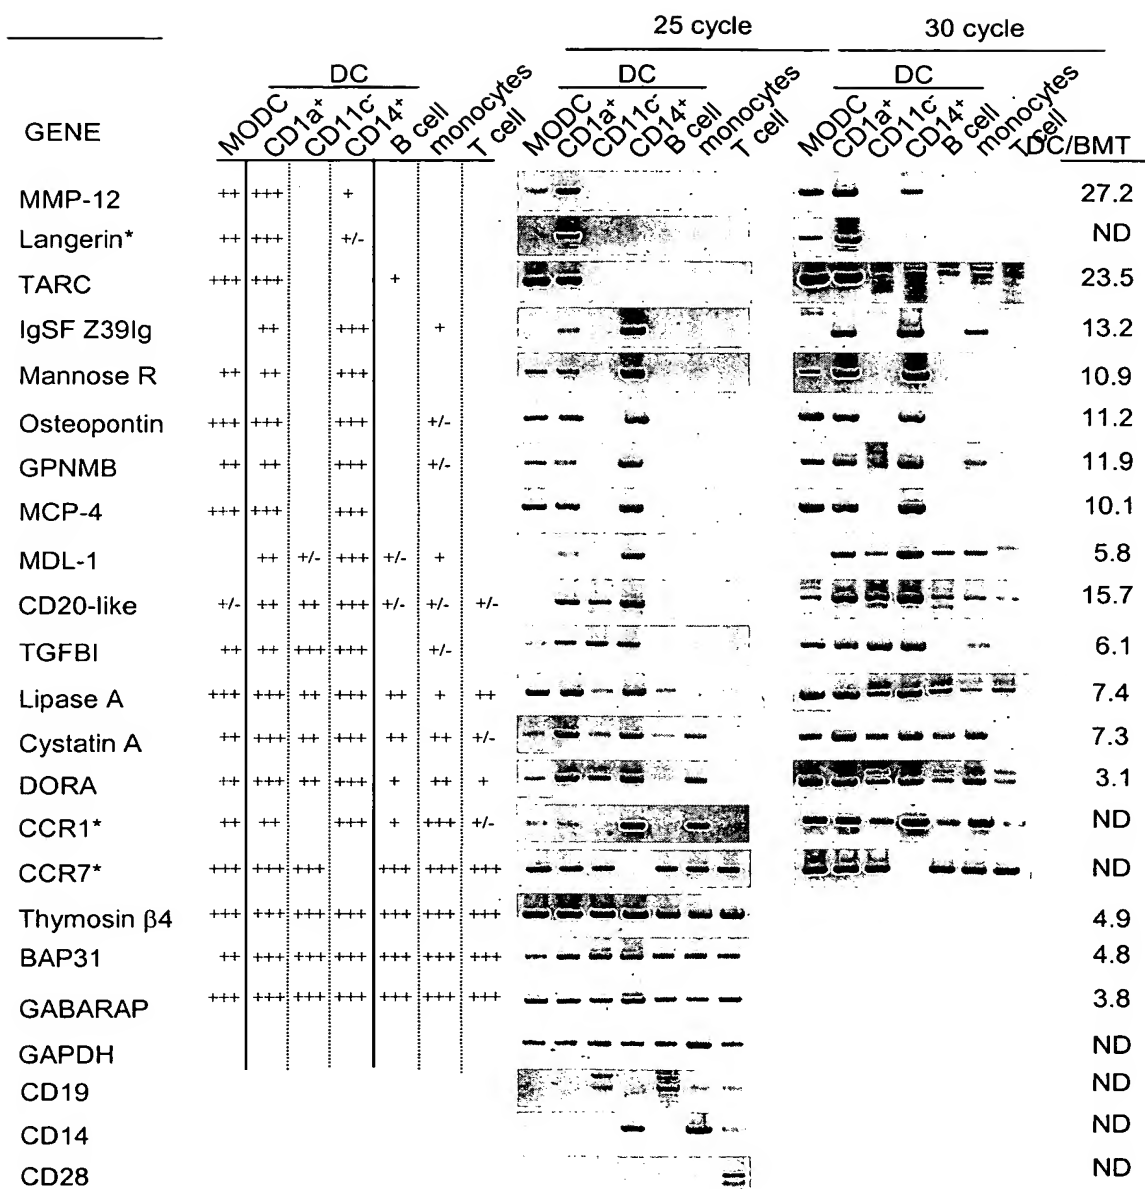 25 cycle 30 cycle
DC DC DC
GENE MODC CD1a+ CD11c- CD14+ B cell monocytes T cell MODC CD1a+ CD11c- CD14+ B cell monocytes T cell MODC CD1a+ CD11c- CD14+ B cell monocytes T cell DC/BMT
MMP-12 ++ +++ + 27.2
Langerin* ++ +++ +/- ND
TARC +++ +++ + 23.5
IgSF Z39Ig ++ +++ + 13.2
Mannose R ++ ++ +++ 10.9
Osteopontin +++ +++ +++ +/- 11.2
GPNMB ++ ++ +++ +/- 11.9
MCP-4 +++ +++ +++ 10.1
MDL-1 ++ +/- +++ +/- + 5.8
CD20-like +/- ++ ++ +++ +/- +/- +/- 15.7
TGFBI ++ ++ +++ +++ +/- 6.1
Lipase A +++ +++ ++ +++ ++ + ++ 7.4
Cystatin A ++ +++ ++ +++ ++ ++ +/- 7.3
DORA ++ +++ ++ +++ + ++ + 3.1
CCR1* ++ ++ +++ + +++ +/- ND
CCR7* +++ +++ +++ +++ +++ +++ ND
Thymosin β4 +++ +++ +++ +++ +++ +++ +++ 4.9
BAP31 ++ +++ +++ +++ +++ +++ +++ 4.8
GABARAP +++ +++ +++ +++ +++ +++ +++ 3.8
GAPDH ND
CD19 ND
CD14 ND
CD28 ND